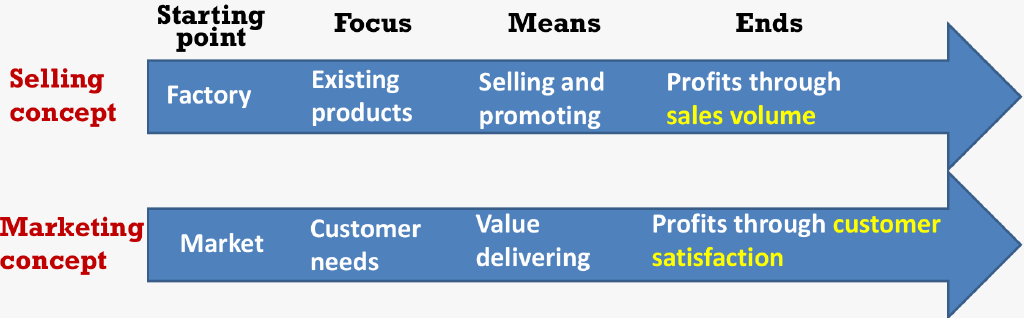 Starting
point
Focus
Means
Ends
Selling
concept
Factory
Existing
products
Selling and
promoting
Profits through
sales volume
Marketing
concept
Market
Customer
needs
Value
delivering
Profits through customer
satisfaction